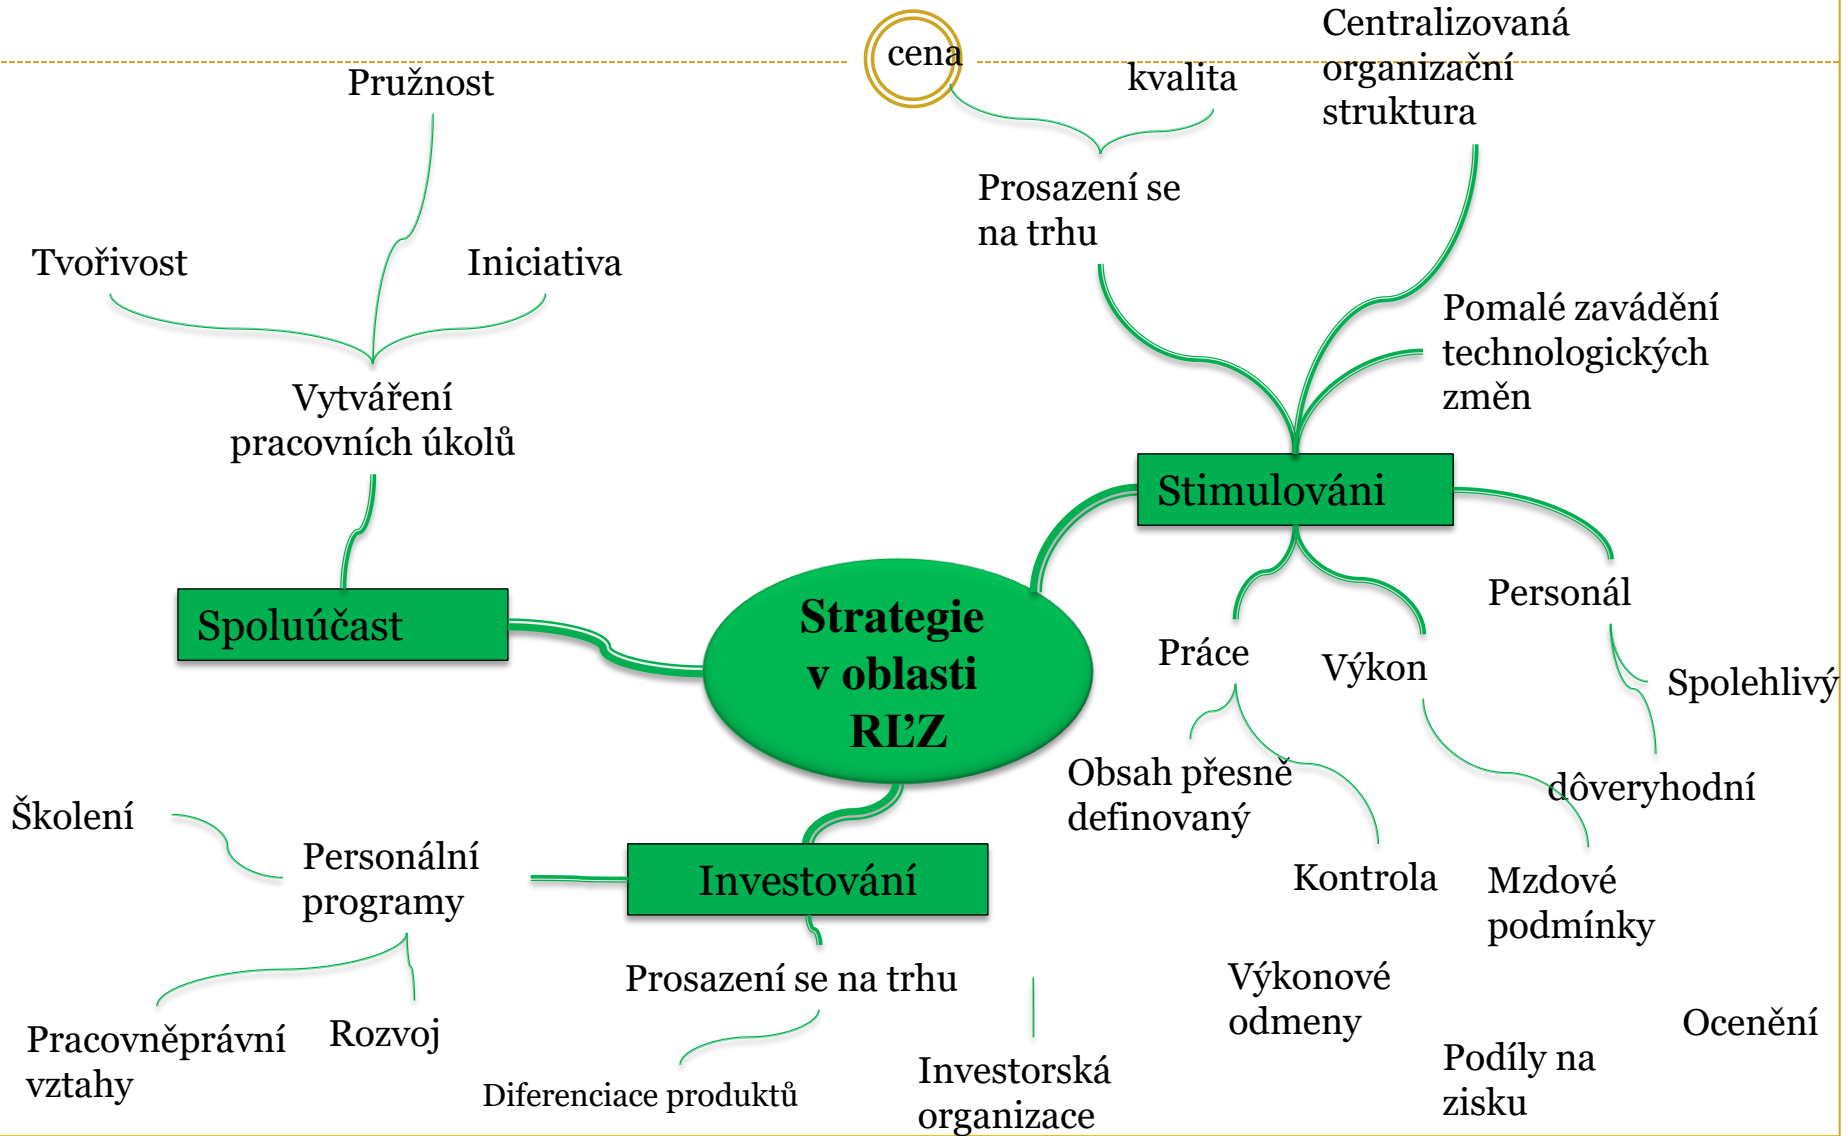 cena
kvalita
Centralizovaná
organizační
struktura
Pružnost
Prosazení se
na trhu
Tvořivost
Iniciativa
Pomalé zavádění
technologických
změn
Vytváření
pracovních úkolů
Stimulováni
Spoluúčast
Strategie
v oblasti
RĽZ
Personál
Práce
Výkon
Spolehlivý
Obsah přesně
definovaný
dôveryhodní
Školení
Personální
programy
Investování
Kontrola
Mzdové
podmínky
Prosazení se na trhu
Výkonové
odmeny
Ocenění
Pracovněprávní
vztahy
Rozvoj
Diferenciace produktů
Investorská
organizace
Podíly na
zisku